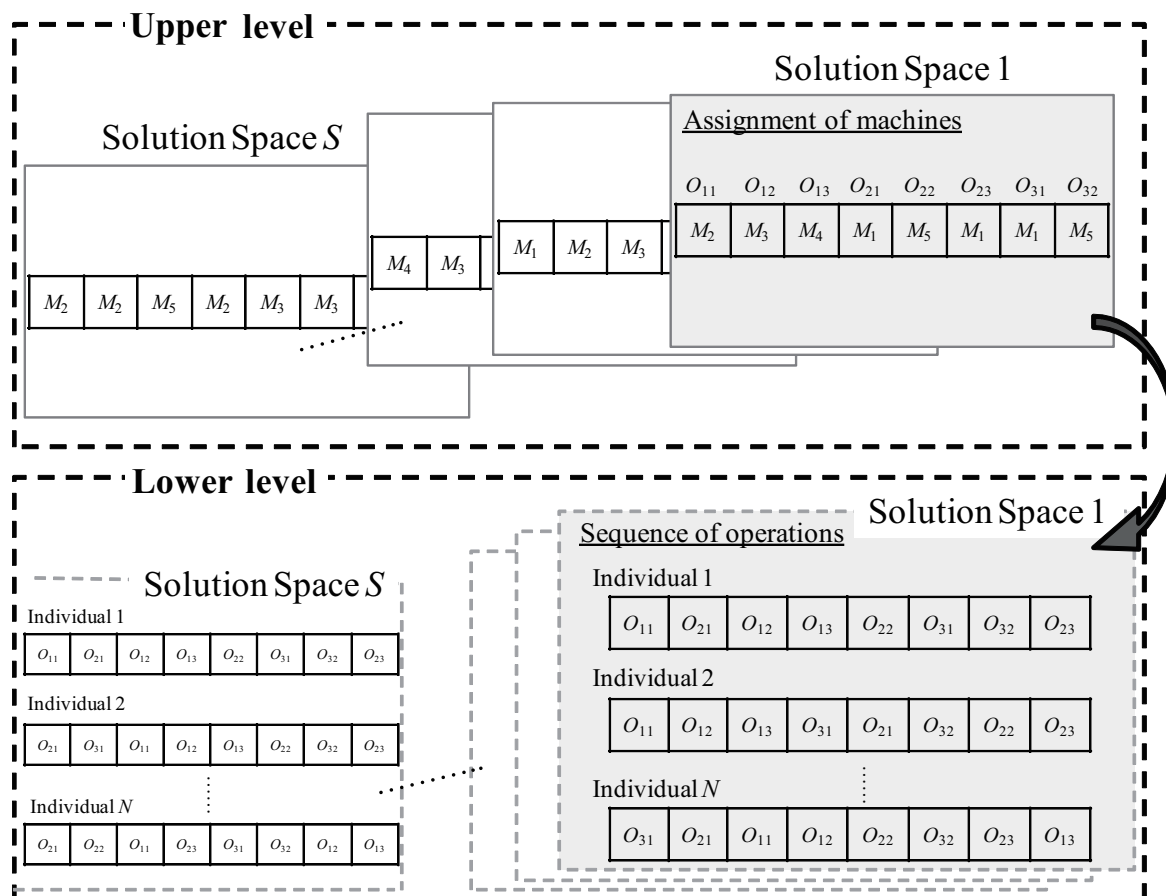 Upper level
Solution Space 1
Solution Space S
Assignment of machines
O11 O12 O13 O21 O22 O23 O31 O32
M2 M3 M4 M1 M5 M1 M1 M5
M1 M2 M3
M4 M3
M2 M2 M5 M2 M3 M3
Lower level
Solution Space 1
Sequence of operations
Individual 1
O11 O21 O12 O13 O22 O31 O32 O23
Individual 2
O11 O12 O13 O31 O21 O32 O22 O23
Individual N
O31 O21 O11 O12 O22 O32 O23 O13
Solution Space S
Individual 1
O11 O21 O12 O13 O22 O31 O32 O23
Individual 2
O21 O31 O11 O12 O13 O22 O32 O23
Individual N
O21 O22 O11 O23 O31 O32 O12 O13